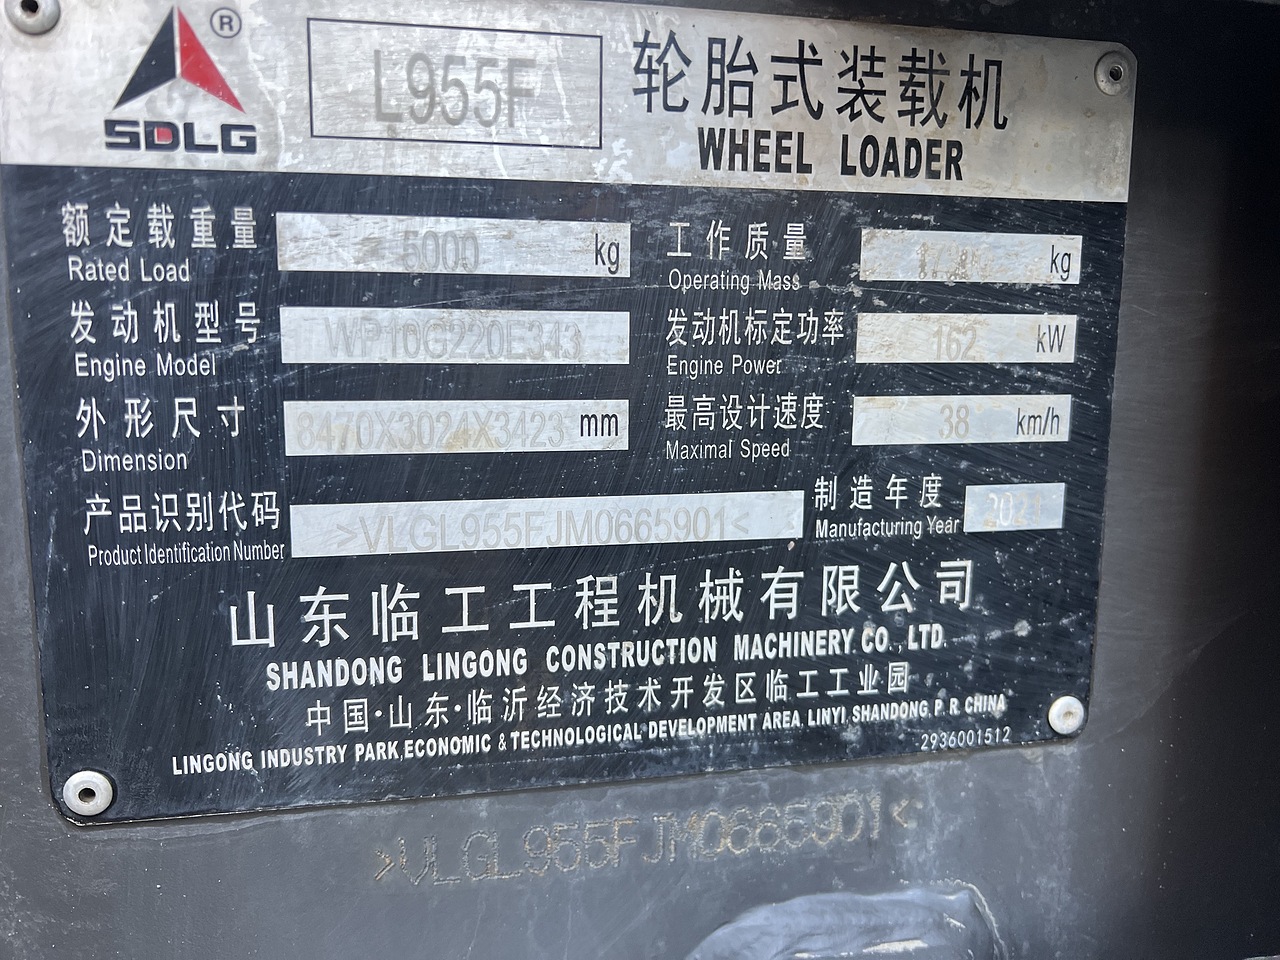 ®
SDLG
L955F
轮胎式装载机
WHEEL LOADER
额定载重量 5000 kg
Rated Load
工作质量 kg
Operating Mass
发动机型号 WP10G220E343
Engine Model
发动机标定功率 162 kW
Engine Power
外形尺寸 8470X3024X3423 mm
Dimension
最高设计速度 38 km/h
Maximal Speed
产品识别代码 >VLGL955FJM0665901<
Product Identification Number
制造年度 2021
Manufacturing Year
山东临工工程机械有限公司
SHANDONG LINGONG CONSTRUCTION MACHINERY CO., LTD.
中国·山东·临沂经济技术开发区临工工业园
LINGONG INDUSTRY PARK,ECONOMIC & TECHNOLOGICAL DEVELOPMENT AREA, LINYI, SHANDONG, P. R. CHINA
2936001512
>VLGL955FJM0665901<